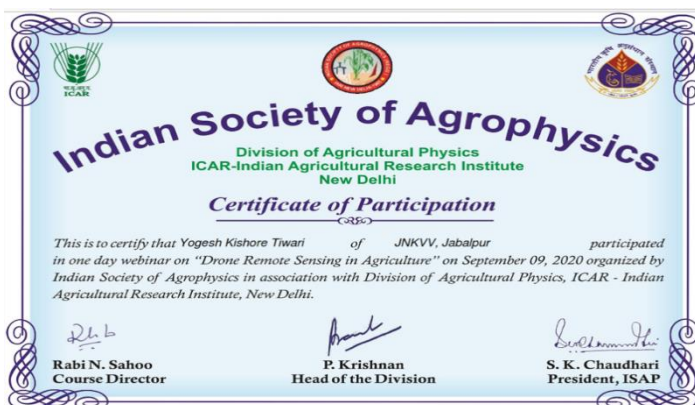 भाकृअनुप
ICAR
Indian Society of Agrophysics
Division of Agricultural Physics
ICAR-Indian Agricultural Research Institute
New Delhi
Certificate of Participation
This is to certify that Yogesh Kishore Tiwari of JNKVV, Jabalpur participated
in one day webinar on “Drone Remote Sensing in Agriculture” on September 09, 2020 organized by
Indian Society of Agrophysics in association with Division of Agricultural Physics, ICAR - Indian
Agricultural Research Institute, New Delhi.
Rabi N. Sahoo
Course Director
P. Krishnan
Head of the Division
S. K. Chaudhari
President, ISAP